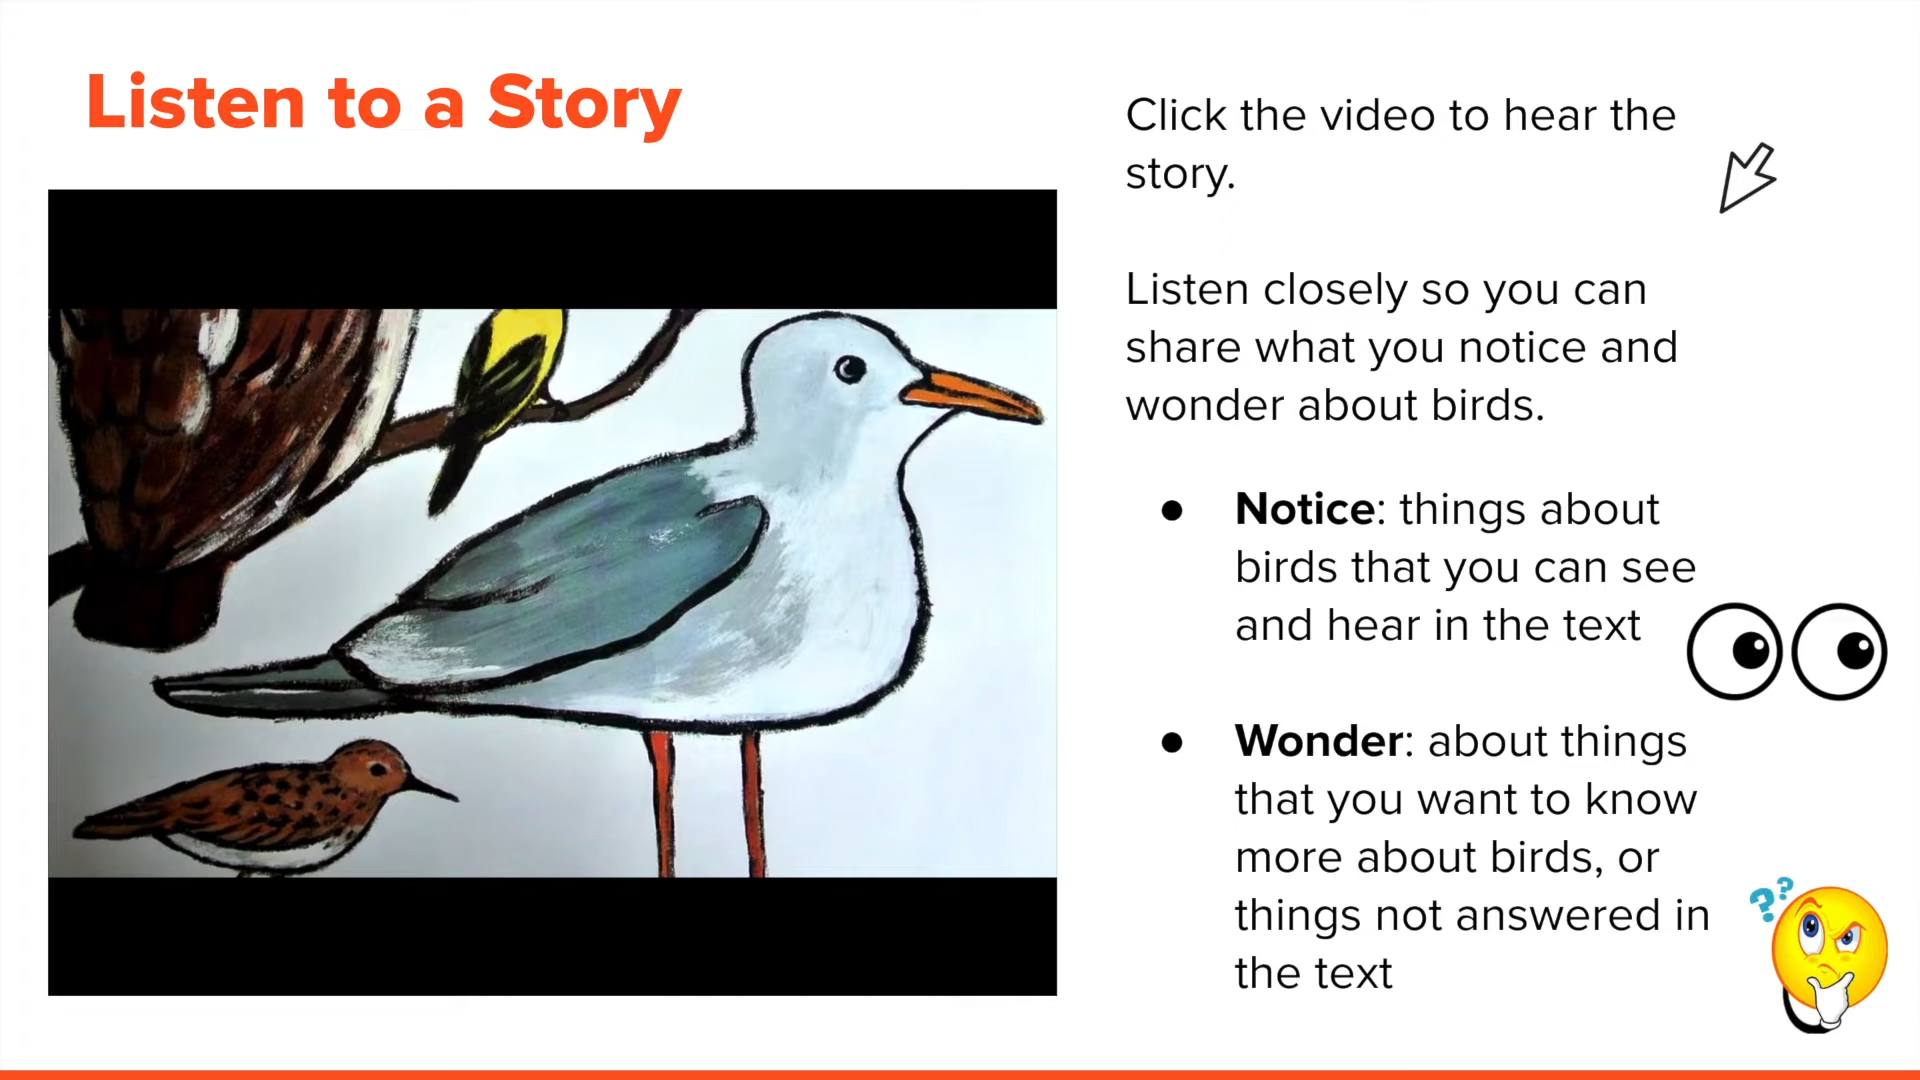 Listen to a Story
Click the video to hear the
story.
Listen closely so you can
share what you notice and
wonder about birds.
● Notice: things about
birds that you can see
and hear in the text
● Wonder: about things
that you want to know
more about birds, or
things not answered in
the text
??